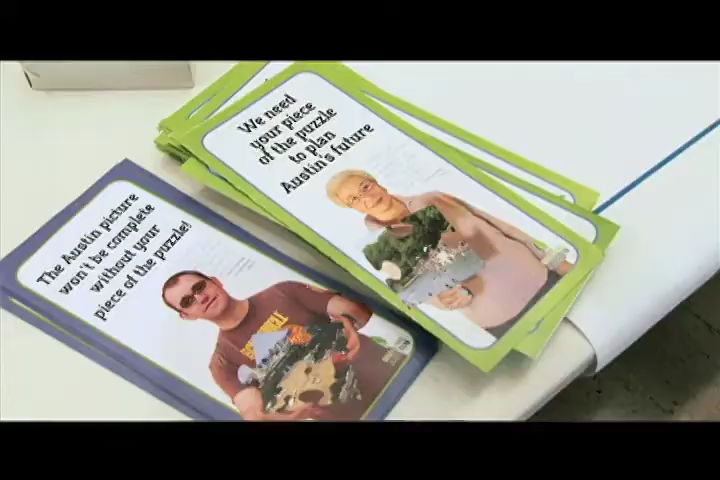 We need
your piece
of the puzzle
to plan
Austin's future
The Austin picture
won't be complete
without your
piece of the puzzle!